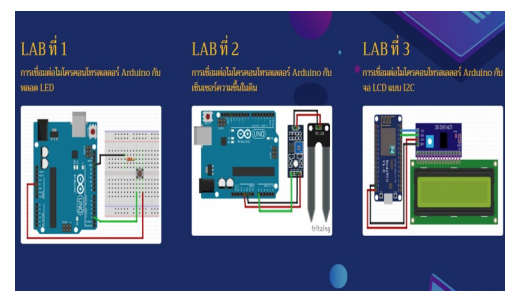 LAB ที่ 1
การเชื่อมต่อไมโครคอนโทรลเลอร์ Arduino กับ
หลอด LED
LAB ที่ 2
การเชื่อมต่อไมโครคอนโทรลเลอร์ Arduino กับ
เซ็นเซอร์ความชื้นในดิน
UNO
fritzing
LAB ที่ 3
การเชื่อมต่อไมโครคอนโทรลเลอร์ Arduino กับ
จอ LCD แบบ I2C